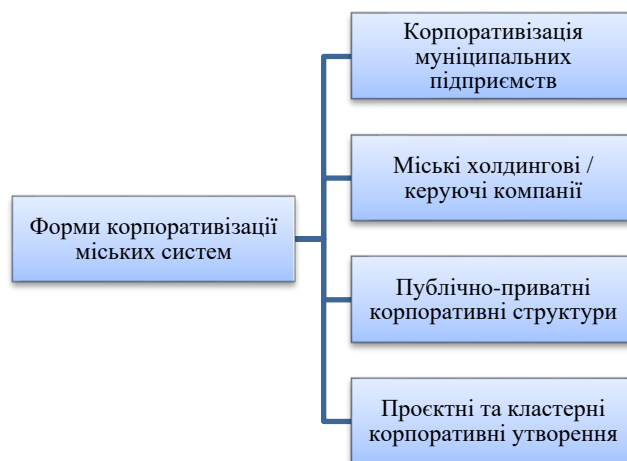 Форми корпоративізації
міських систем
Корпоративізація
муніципальних
підприємств
Міські холдингові /
керуючі компанії
Публічно-приватні
корпоративні структури
Проєктні та кластерні
корпоративні утворення